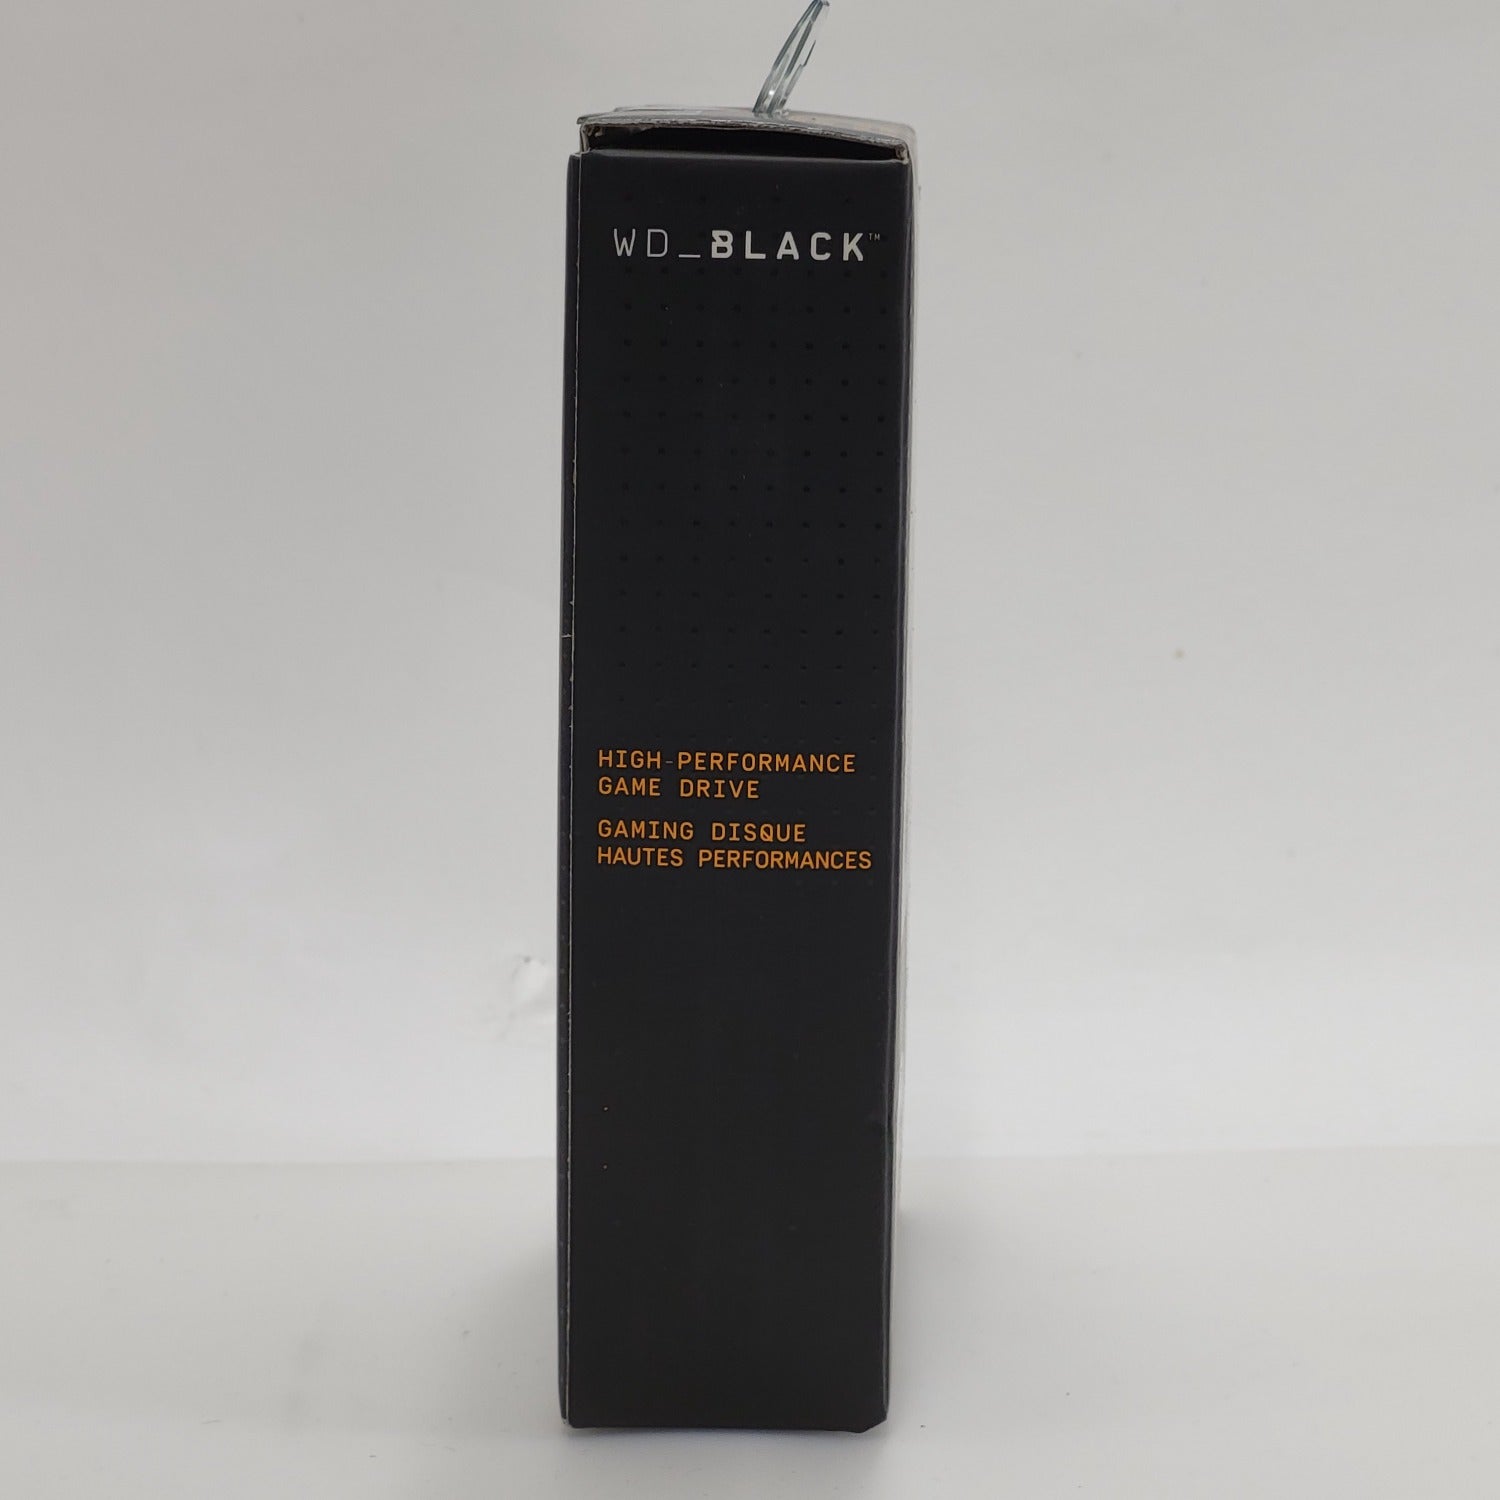 WD_BLACK™
HIGH-PERFORMANCE
GAME DRIVE
GAMING DISQUE
HAUTES PERFORMANCES